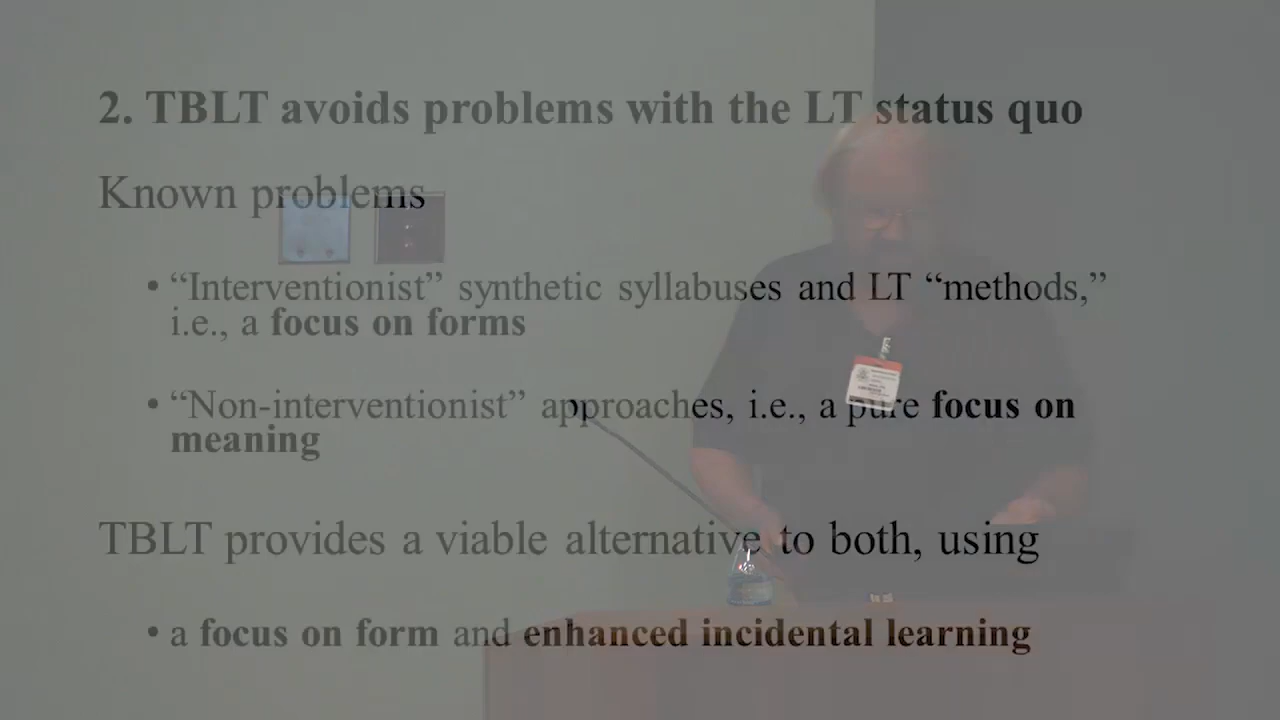 2. TBLT avoids problems with the LT status quo
Known problems
• “Interventionist” synthetic syllabuses and LT “methods,”
i.e., a focus on forms
• “Non-interventionist” approaches, i.e., a pure focus on
meaning
TBLT provides a viable alternative to both, using
• a focus on form and enhanced incidental learning